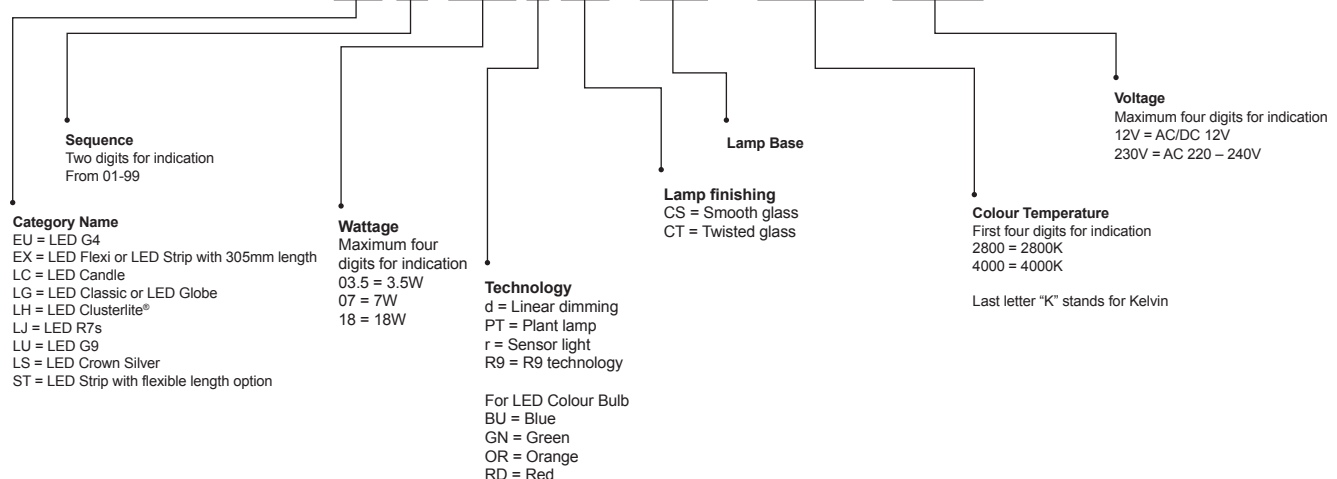 Sequence
Two digits for indication
From 01-99
Category Name
EU = LED G4
EX = LED Flexi or LED Strip with 305mm length
LC = LED Candle
LG = LED Classic or LED Globe
LH = LED Clusterlite®
LJ = LED R7s
LU = LED G9
LS = LED Crown Silver
ST = LED Strip with flexible length option
Wattage
Maximum four
digits for indication
03.5 = 3.5W
07 = 7W
18 = 18W
Technology
d = Linear dimming
PT = Plant lamp
r = Sensor light
R9 = R9 technology
For LED Colour Bulb
BU = Blue
GN = Green
OR = Orange
RD = Red
Lamp finishing
CS = Smooth glass
CT = Twisted glass
Lamp Base
Colour Temperature
First four digits for indication
2800 = 2800K
4000 = 4000K
Last letter “K” stands for Kelvin
Voltage
Maximum four digits for indication
12V = AC/DC 12V
230V = AC 220 – 240V